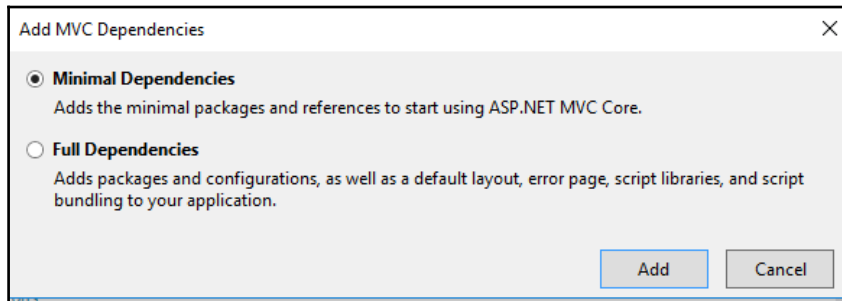 Add MVC Dependencies
Minimal Dependencies
Adds the minimal packages and references to start using ASP.NET MVC Core.
Full Dependencies
Adds packages and configurations, as well as a default layout, error page, script libraries, and script
bundling to your application.
Add Cancel